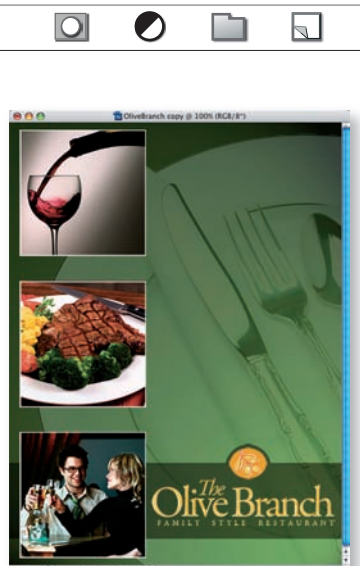 OliveBranch copy @ 100% (RGB/8*)
The
Olive Branch
FAMILY STYLE RESTAURANT